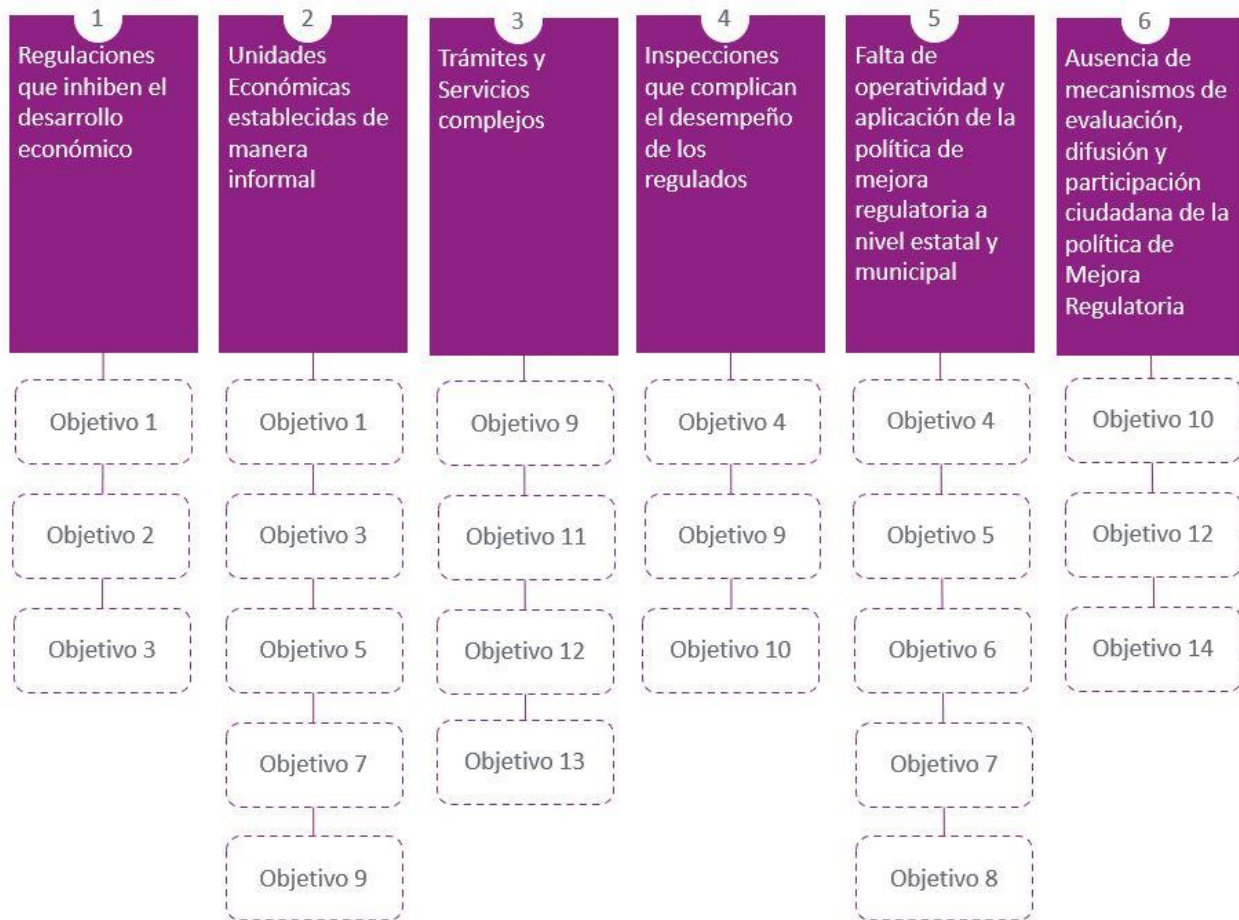 1
Regulaciones
que inhiben el
desarrollo
económico
Objetivo 1
Objetivo 2
Objetivo 3
2
Unidades
Económicas
establecidas de
manera
informal
Objetivo 1
Objetivo 3
Objetivo 5
Objetivo 7
Objetivo 9
3
Trámites y
Servicios
complejos
Objetivo 9
Objetivo 11
Objetivo 12
Objetivo 13
4
Inspecciones
que complican
el desempeño
de los
regulados
Objetivo 4
Objetivo 9
Objetivo 10
5
Falta de
operatividad y
aplicación de la
política de
mejora
regulatoria a
nivel estatal y
municipal
Objetivo 4
Objetivo 5
Objetivo 6
Objetivo 7
Objetivo 8
6
Ausencia de
mecanismos de
evaluación,
difusión y
participación
ciudadana de la
política de
Mejora
Regulatoria
Objetivo 10
Objetivo 12
Objetivo 14